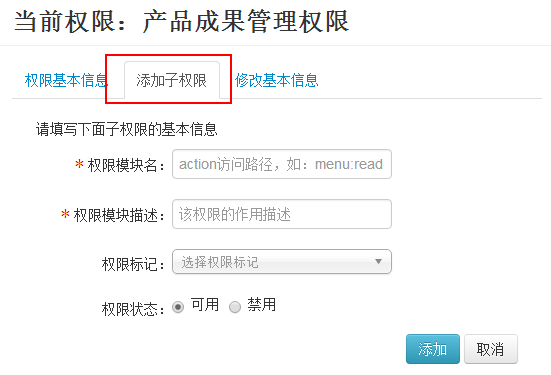 当前权限：产品成果管理权限
权限基本信息 添加子权限 修改基本信息
请填写下面子权限的基本信息
*权限模块名： action访问路径，如：menu:read
*权限模块描述： 该权限的作用描述
权限标记： 选择权限标记
权限状态： 可用 禁用
添加 取消